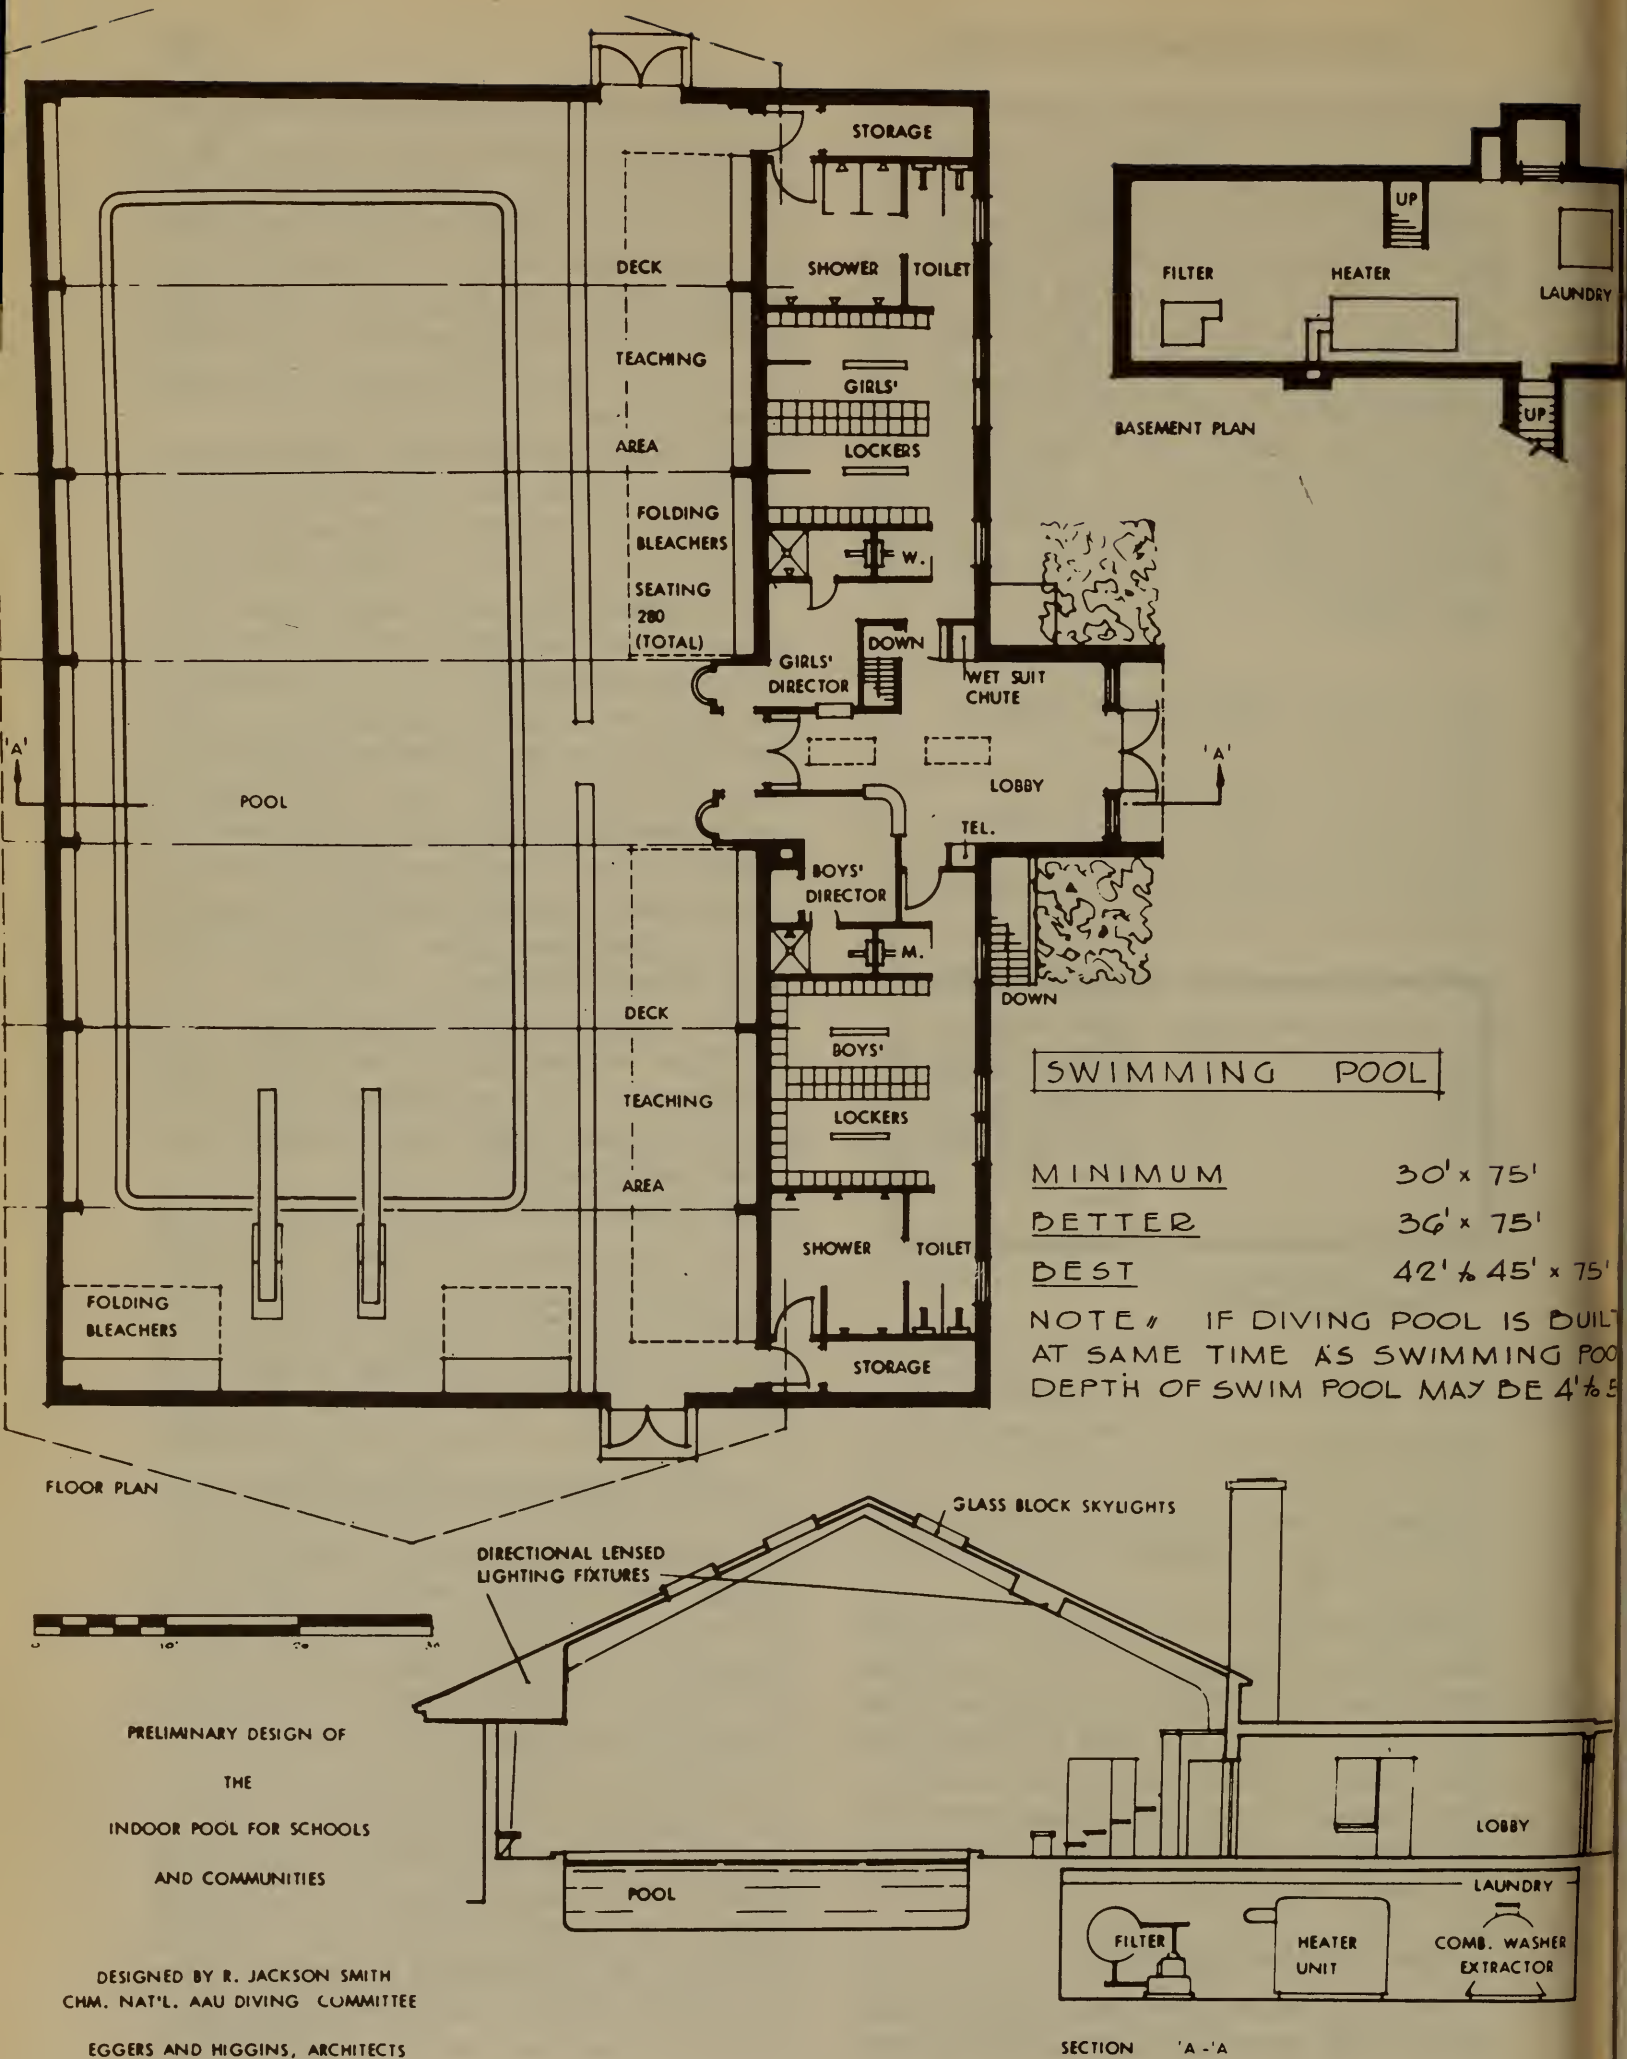 STORAGE
DECK
SHOWER
TOILET
TEACHING
GIRLS'
AREA
LOCKERS
FOLDING
BLEACHERS
W.
SEATING
280
(TOTAL)
DOWN
GIRLS'
DIRECTOR
WET SUIT
CHUTE
'A'
'A'
POOL
LOBBY
TEL.
BOYS'
DIRECTOR
M.
DOWN
DECK
BOYS'
TEACHING
LOCKERS
AREA
SHOWER
TOILET
FOLDING
BLEACHERS
STORAGE
FLOOR PLAN
UP
FILTER
HEATER
LAUNDRY
UP
BASEMENT PLAN
SWIMMING POOL
MINIMUM 30' x 75'
BETTER 36' x 75'
BEST 42' to 45' x 75'
NOTE " IF DIVING POOL IS BUIL
AT SAME TIME AS SWIMMING POO
DEPTH OF SWIM POOL MAY BE 4' to 5
GLASS BLOCK SKYLIGHTS
DIRECTIONAL LENSED
LIGHTING FIXTURES
10'
PRELIMINARY DESIGN OF
THE
INDOOR POOL FOR SCHOOLS
AND COMMUNITIES
DESIGNED BY R. JACKSON SMITH
CHM. NAT'L. AAU DIVING COMMITTEE
EGGERS AND HIGGINS, ARCHITECTS
POOL
LOBBY
LAUNDRY
FILTER
HEATER
UNIT
COMB. WASHER
EXTRACTOR
SECTION 'A-'A